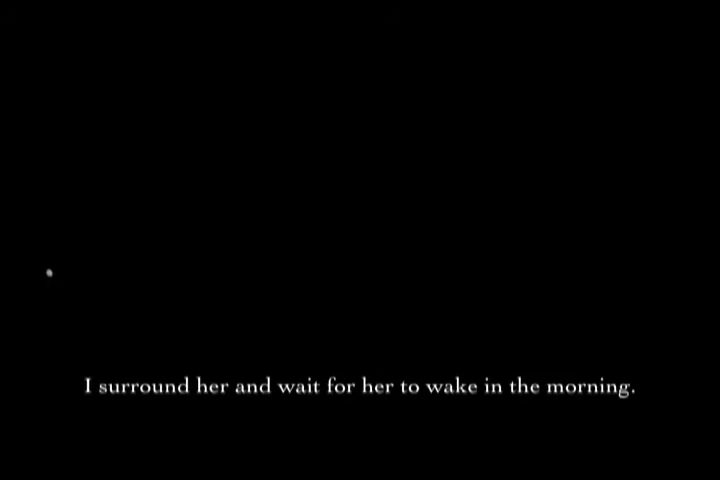 I surround her and wait for her to wake in the morning.